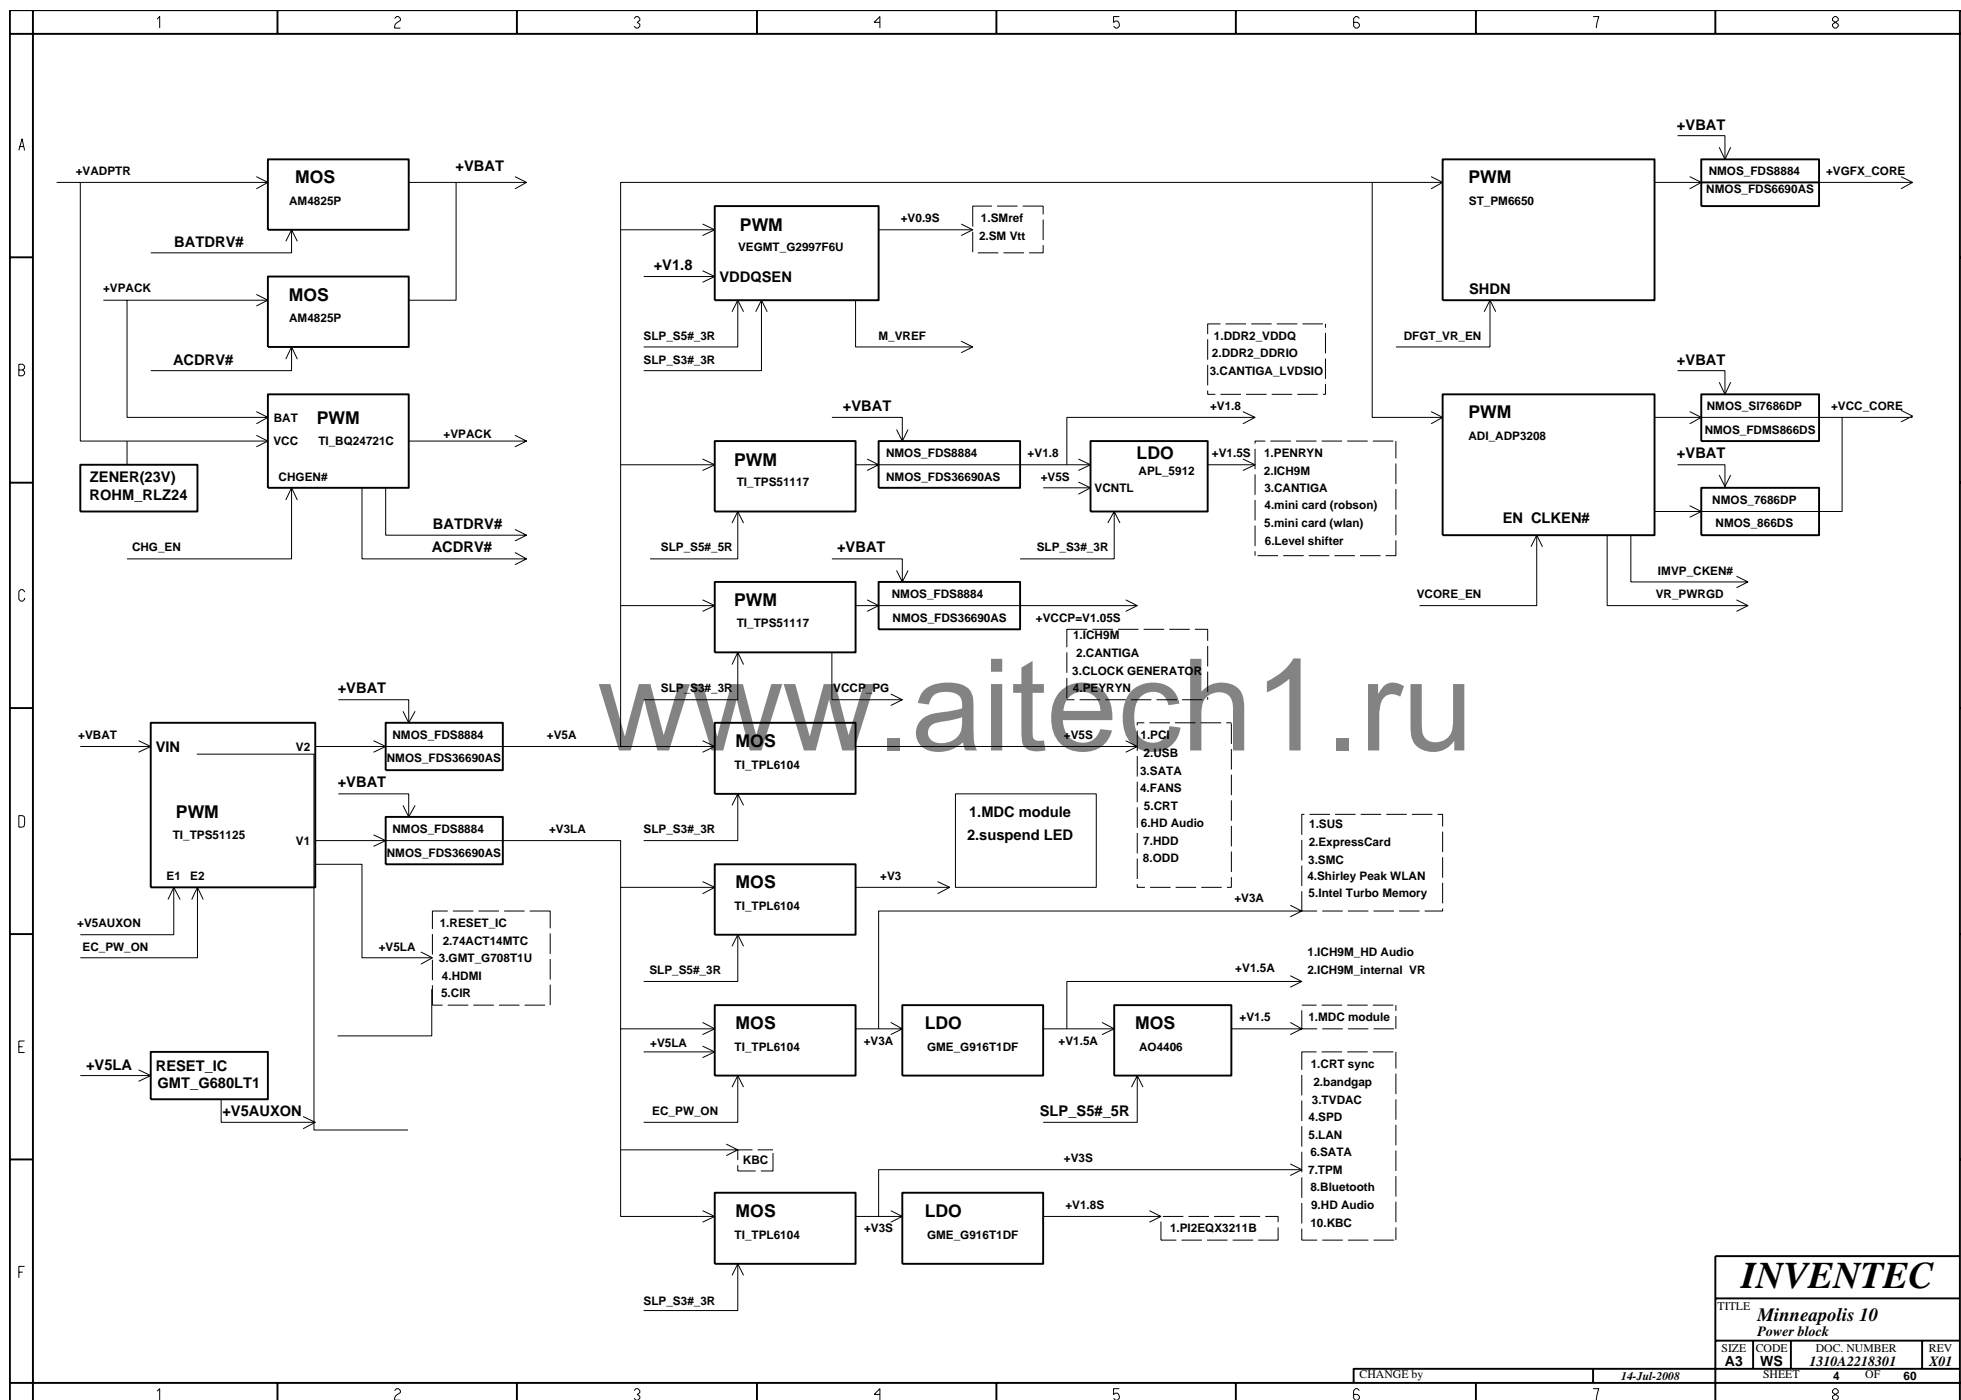 1 2 3 4 5 6 7 8
A
B
C
D
E
F
+VADPTR
MOS
AM4825P
+VBAT
BATDRV#
+VPACK
MOS
AM4825P
ACDRV#
BAT
VCC
PWM
TI_BQ24721C
CHGEN#
+VPACK
ZENER(23V)
ROHM_RLZ24
CHG_EN
BATDRV#
ACDRV#
+VBAT
VIN
V2
PWM
TI_TPS51125
V1
E1 E2
+V5AUXON
EC_PW_ON
+VBAT
NMOS_FDS8884
NMOS_FDS36690AS
+V5A
+VBAT
NMOS_FDS8884
NMOS_FDS36690AS
+V3LA
+V5LA
1.RESET_IC
2.74ACT14MTC
3.GMT_G708T1U
4.HDMI
5.CIR
+V5LA
RESET_IC
GMT_G680LT1
+V5AUXON
PWM
VEGMT_G2997F6U
+V1.8
VDDQSEN
SLP_S5#_3R
SLP_S3#_3R
+V0.9S
1.SMref
2.SM Vtt
M_VREF
PWM
TI_TPS51117
SLP_S5#_5R
+VBAT
NMOS_FDS8884
NMOS_FDS36690AS
+V1.8
+V5S
LDO
APL_5912
VCNTL
SLP_S3#_3R
+V1.8
1.DDR2_VDDQ
2.DDR2_DDRIO
3.CANTIGA_LVDSIO
+V1.5S
1.PENRYN
2.ICH9M
3.CANTIGA
4.mini card (robson)
5.mini card (wlan)
6.Level shifter
PWM
TI_TPS51117
SLP_S3#_3R
VCCP_PG
+VBAT
NMOS_FDS8884
NMOS_FDS36690AS
+VCCP=V1.05S
1.ICH9M
2.CANTIGA
3.CLOCK GENERATOR
4.PEYRYN
www.aitech1.ru
MOS
TI_TPL6104
SLP_S3#_3R
+V5S
1.PCI
2.USB
3.SATA
4.FANS
5.CRT
6.HD Audio
7.HDD
8.ODD
MOS
TI_TPL6104
SLP_S5#_3R
+V3
1.MDC module
2.suspend LED
MOS
TI_TPL6104
+V5LA
EC_PW_ON
+V3A
+V3A
1.SUS
2.ExpressCard
3.SMC
4.Shirley Peak WLAN
5.Intel Turbo Memory
LDO
GME_G916T1DF
+V1.5A
+V1.5A
1.ICH9M_HD Audio
2.ICH9M_internal VR
MOS
AO4406
SLP_S5#_5R
+V1.5
1.MDC module
KBC
MOS
TI_TPL6104
SLP_S3#_3R
+V3S
+V3S
1.CRT sync
2.bandgap
3.TVDAC
4.SPD
5.LAN
6.SATA
7.TPM
8.Bluetooth
9.HD Audio
10.KBC
LDO
GME_G916T1DF
+V1.8S
1.PI2EQX3211B
PWM
ST_PM6650
SHDN
DFGT_VR_EN
+VBAT
NMOS_FDS8884
NMOS_FDS6690AS
+VGFX_CORE
PWM
ADI_ADP3208
EN CLKEN#
VCORE_EN
+VBAT
NMOS_SI7686DP
NMOS_FDMS866DS
+VCC_CORE
+VBAT
NMOS_7686DP
NMOS_866DS
IMVP_CKEN#
VR_PWRGD
INVENTEC
TITLE Minneapolis 10
Power block
SIZE CODE DOC. NUMBER REV
A3 WS 1310A2218301 X01
CHANGE by 14-Jul-2008 SHEET 4 OF 60
1 2 3 4 6 7 8